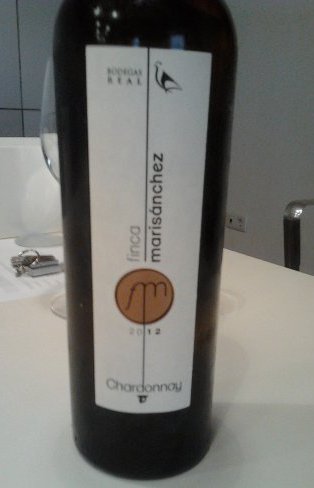 BODEGAS
REAL
finca
marisánchez
fm
2012
Chardonnay